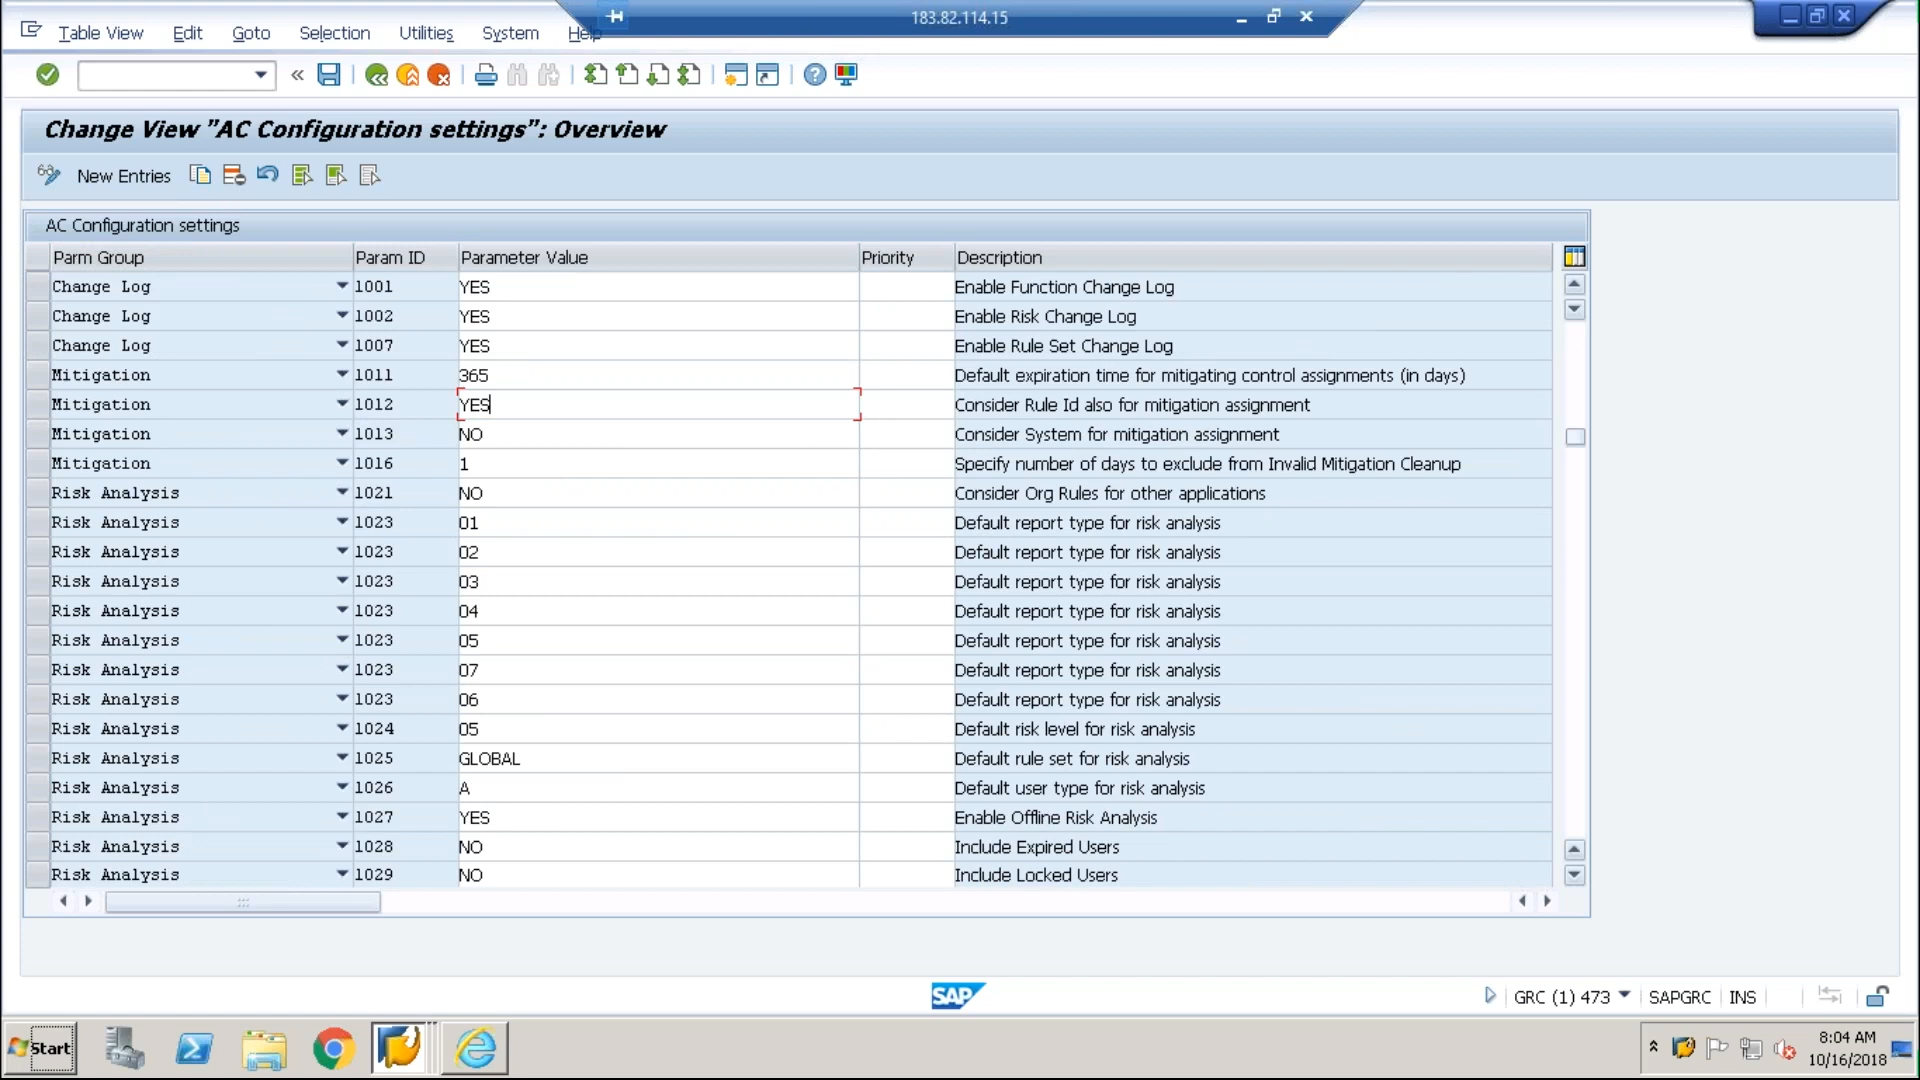 183.82.114.15
Table View Edit Goto Selection Utilities System Help
Change View "AC Configuration settings": Overview
New Entries
AC Configuration settings
Parm Group Param ID Parameter Value Priority Description
Change Log 1001 YES Enable Function Change Log
Change Log 1002 YES Enable Risk Change Log
Change Log 1007 YES Enable Rule Set Change Log
Mitigation 1011 365 Default expiration time for mitigating control assignments (in days)
Mitigation 1012 YES Consider Rule Id also for mitigation assignment
Mitigation 1013 NO Consider System for mitigation assignment
Mitigation 1016 1 Specify number of days to exclude from Invalid Mitigation Cleanup
Risk Analysis 1021 NO Consider Org Rules for other applications
Risk Analysis 1023 01 Default report type for risk analysis
Risk Analysis 1023 02 Default report type for risk analysis
Risk Analysis 1023 03 Default report type for risk analysis
Risk Analysis 1023 04 Default report type for risk analysis
Risk Analysis 1023 05 Default report type for risk analysis
Risk Analysis 1023 07 Default report type for risk analysis
Risk Analysis 1023 06 Default report type for risk analysis
Risk Analysis 1024 05 Default risk level for risk analysis
Risk Analysis 1025 GLOBAL Default rule set for risk analysis
Risk Analysis 1026 A Default user type for risk analysis
Risk Analysis 1027 YES Enable Offline Risk Analysis
Risk Analysis 1028 NO Include Expired Users
Risk Analysis 1029 NO Include Locked Users
SAP GRC (1) 473 SAPGRC INS
Start 8:04 AM
10/16/2018